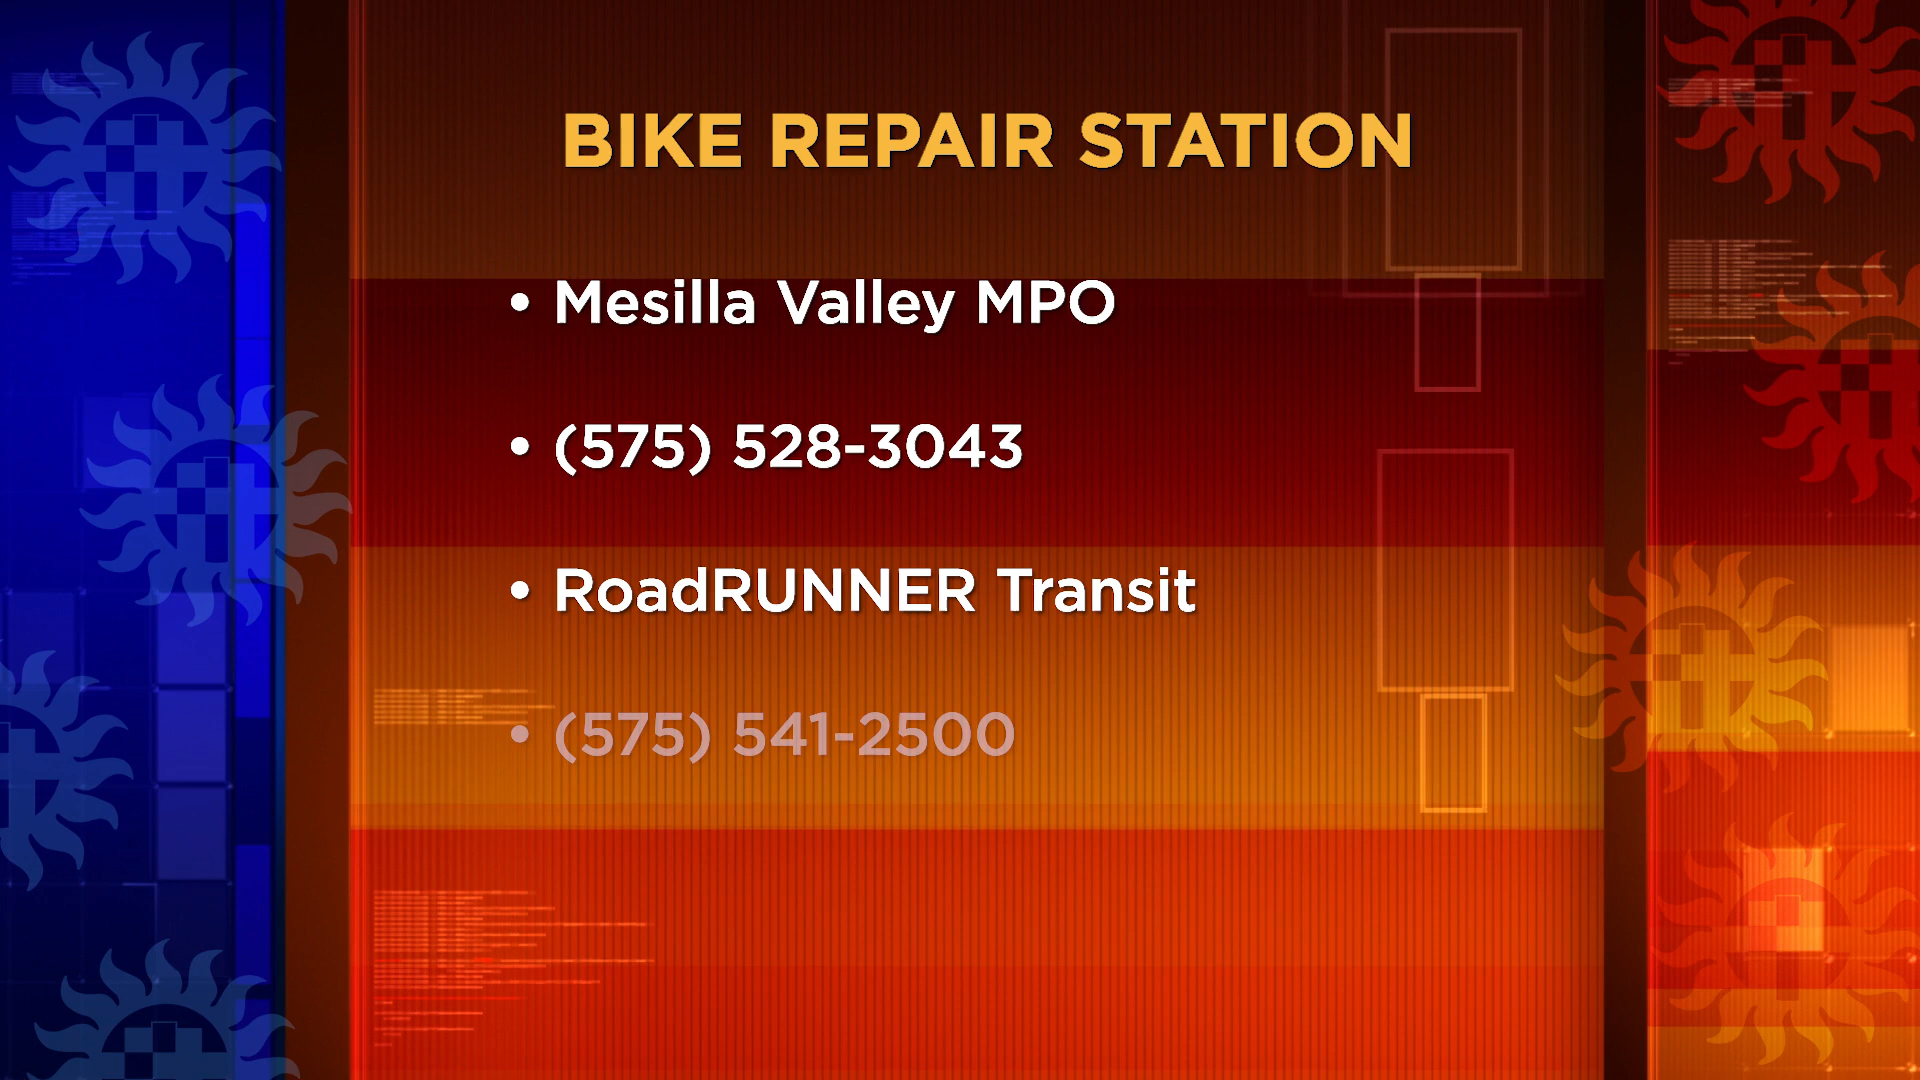 BIKE REPAIR STATION
• Mesilla Valley MPO
• (575) 528-3043
• RoadRUNNER Transit
• (575) 541-2500